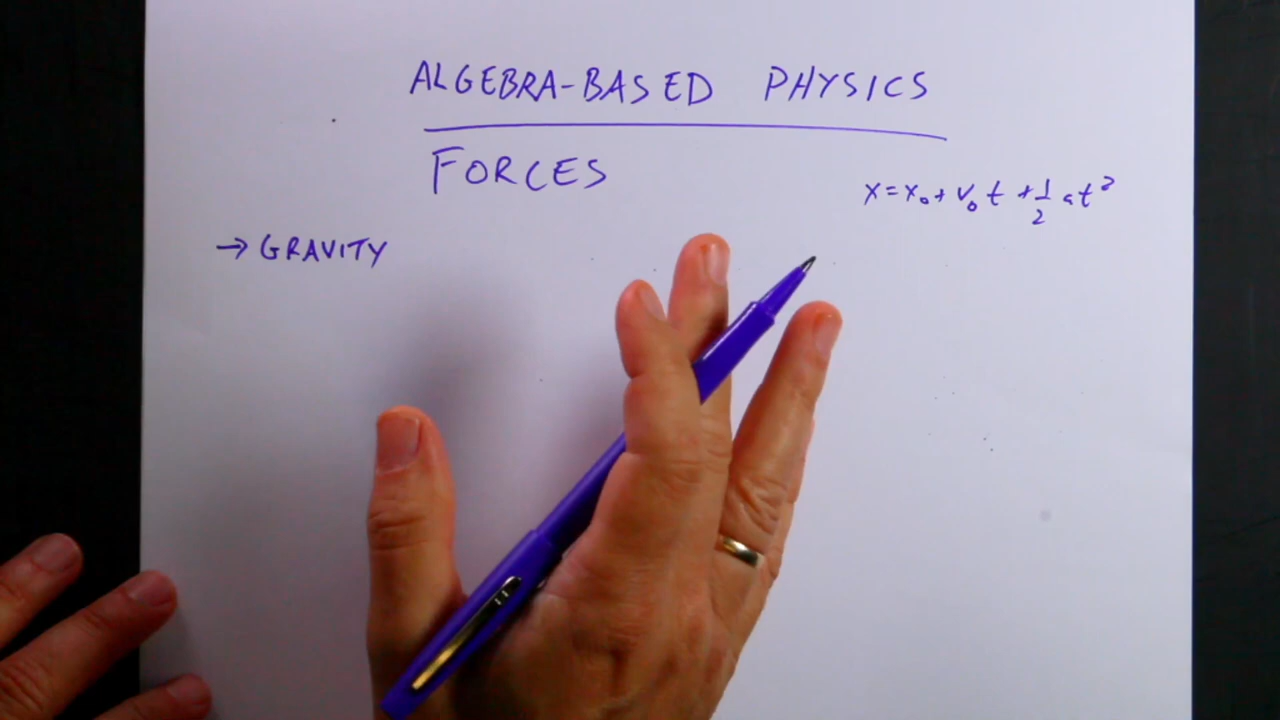 ALGEBRA-BASED PHYSICS
FORCES
x = x₀ + v₀ t + 1/2 at²
→ GRAVITY